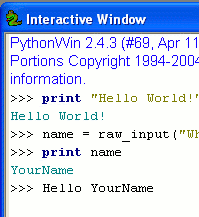 Interactive Window
PythonWin 2.4.3 (#69, Apr 11
Portions Copyright 1994-2004
information.
>>> print "Hello World!"
Hello World!
>>> name = raw_input("Wh
>>> print name
YourName
>>> Hello YourName